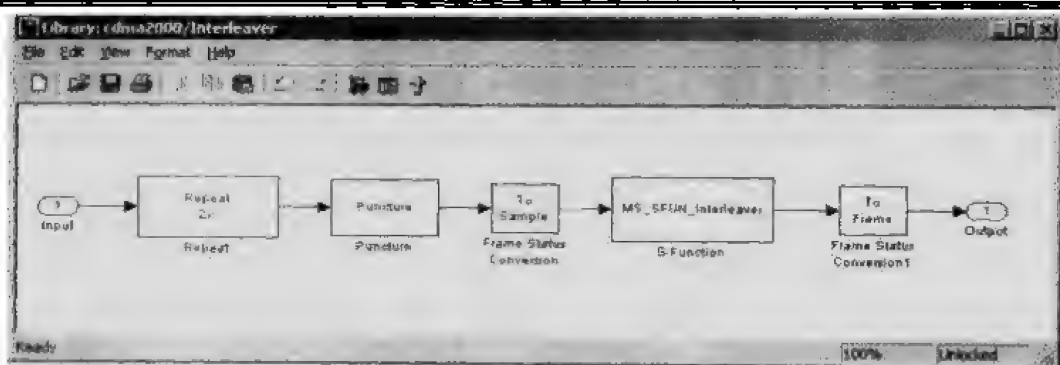 Library: cdma2000/Interleaver
File Edit View Format Help
1
Input
Repeat
2x
Repeat
Puncture
Puncture
To
Sample
Frame Status
Conversion
MS_SFUN_Interleaver
S-Function
To
Frame
Frame Status
Conversion1
1
Output
Ready
100%
Unlocked